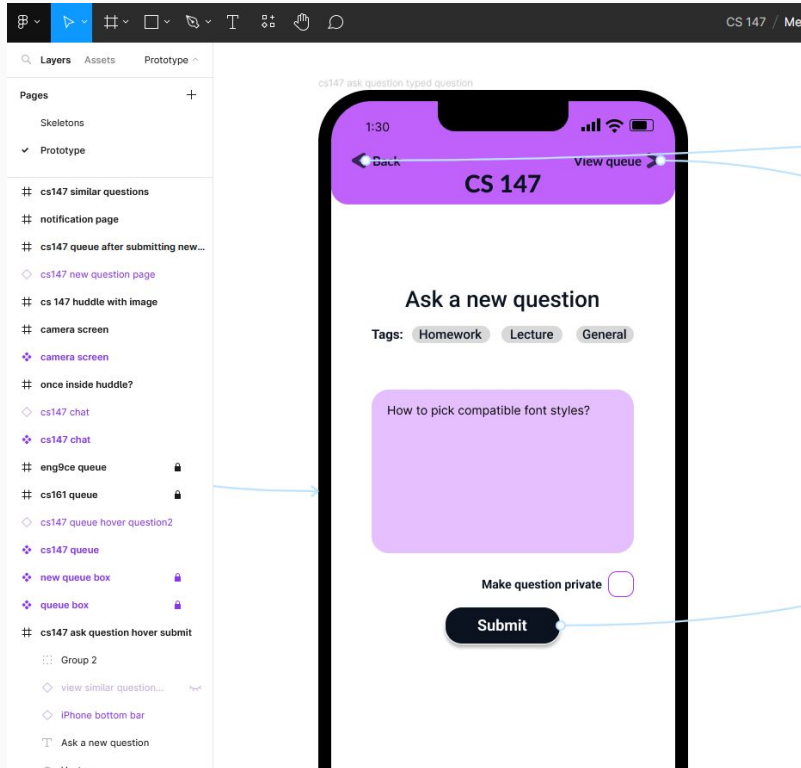 CS 147 / Me
Layers Assets Prototype
Pages
Skeletons
Prototype
cs147 similar questions
notification page
cs147 queue after submitting new...
cs147 new question page
cs 147 huddle with image
camera screen
camera screen
once inside huddle?
cs147 chat
cs147 chat
eng9ce queue
cs161 queue
cs147 queue hover question2
cs147 queue
new queue box
queue box
cs147 ask question hover submit
Group 2
view similar question...
iPhone bottom bar
Ask a new question
cs147 ask question typed question
1:30
Back View queue
CS 147
Ask a new question
Tags: Homework Lecture General
How to pick compatible font styles?
Make question private
Submit